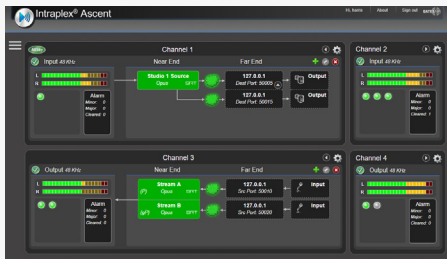 Intraplex® Ascent
Hi, home About Sign out
Channel 1
Input 48 KHz Near End Far End
L
R
Studio 1 Source
Opus
127.0.0.1
Dest Port 50005
Output
127.0.0.1
Dest Port 50015
Output
Alarm
Minor: 0
Major: 0
Cleared: 0
Channel 2
Input 48 KHz
L
R
Alarm
Minor: 0
Major: 0
Cleared: 1
Channel 3
Output 48 KHz Near End Far End
L
R
Stream A
Opus
127.0.0.1
Src Port 50010
Input
Stream B
Opus
127.0.0.1
Src Port 50020
Input
Alarm
Minor: 0
Major: 0
Cleared: 0
Channel 4
Output 48 KHz
L
R
Alarm
Minor: 0
Major: 0
Cleared: 0